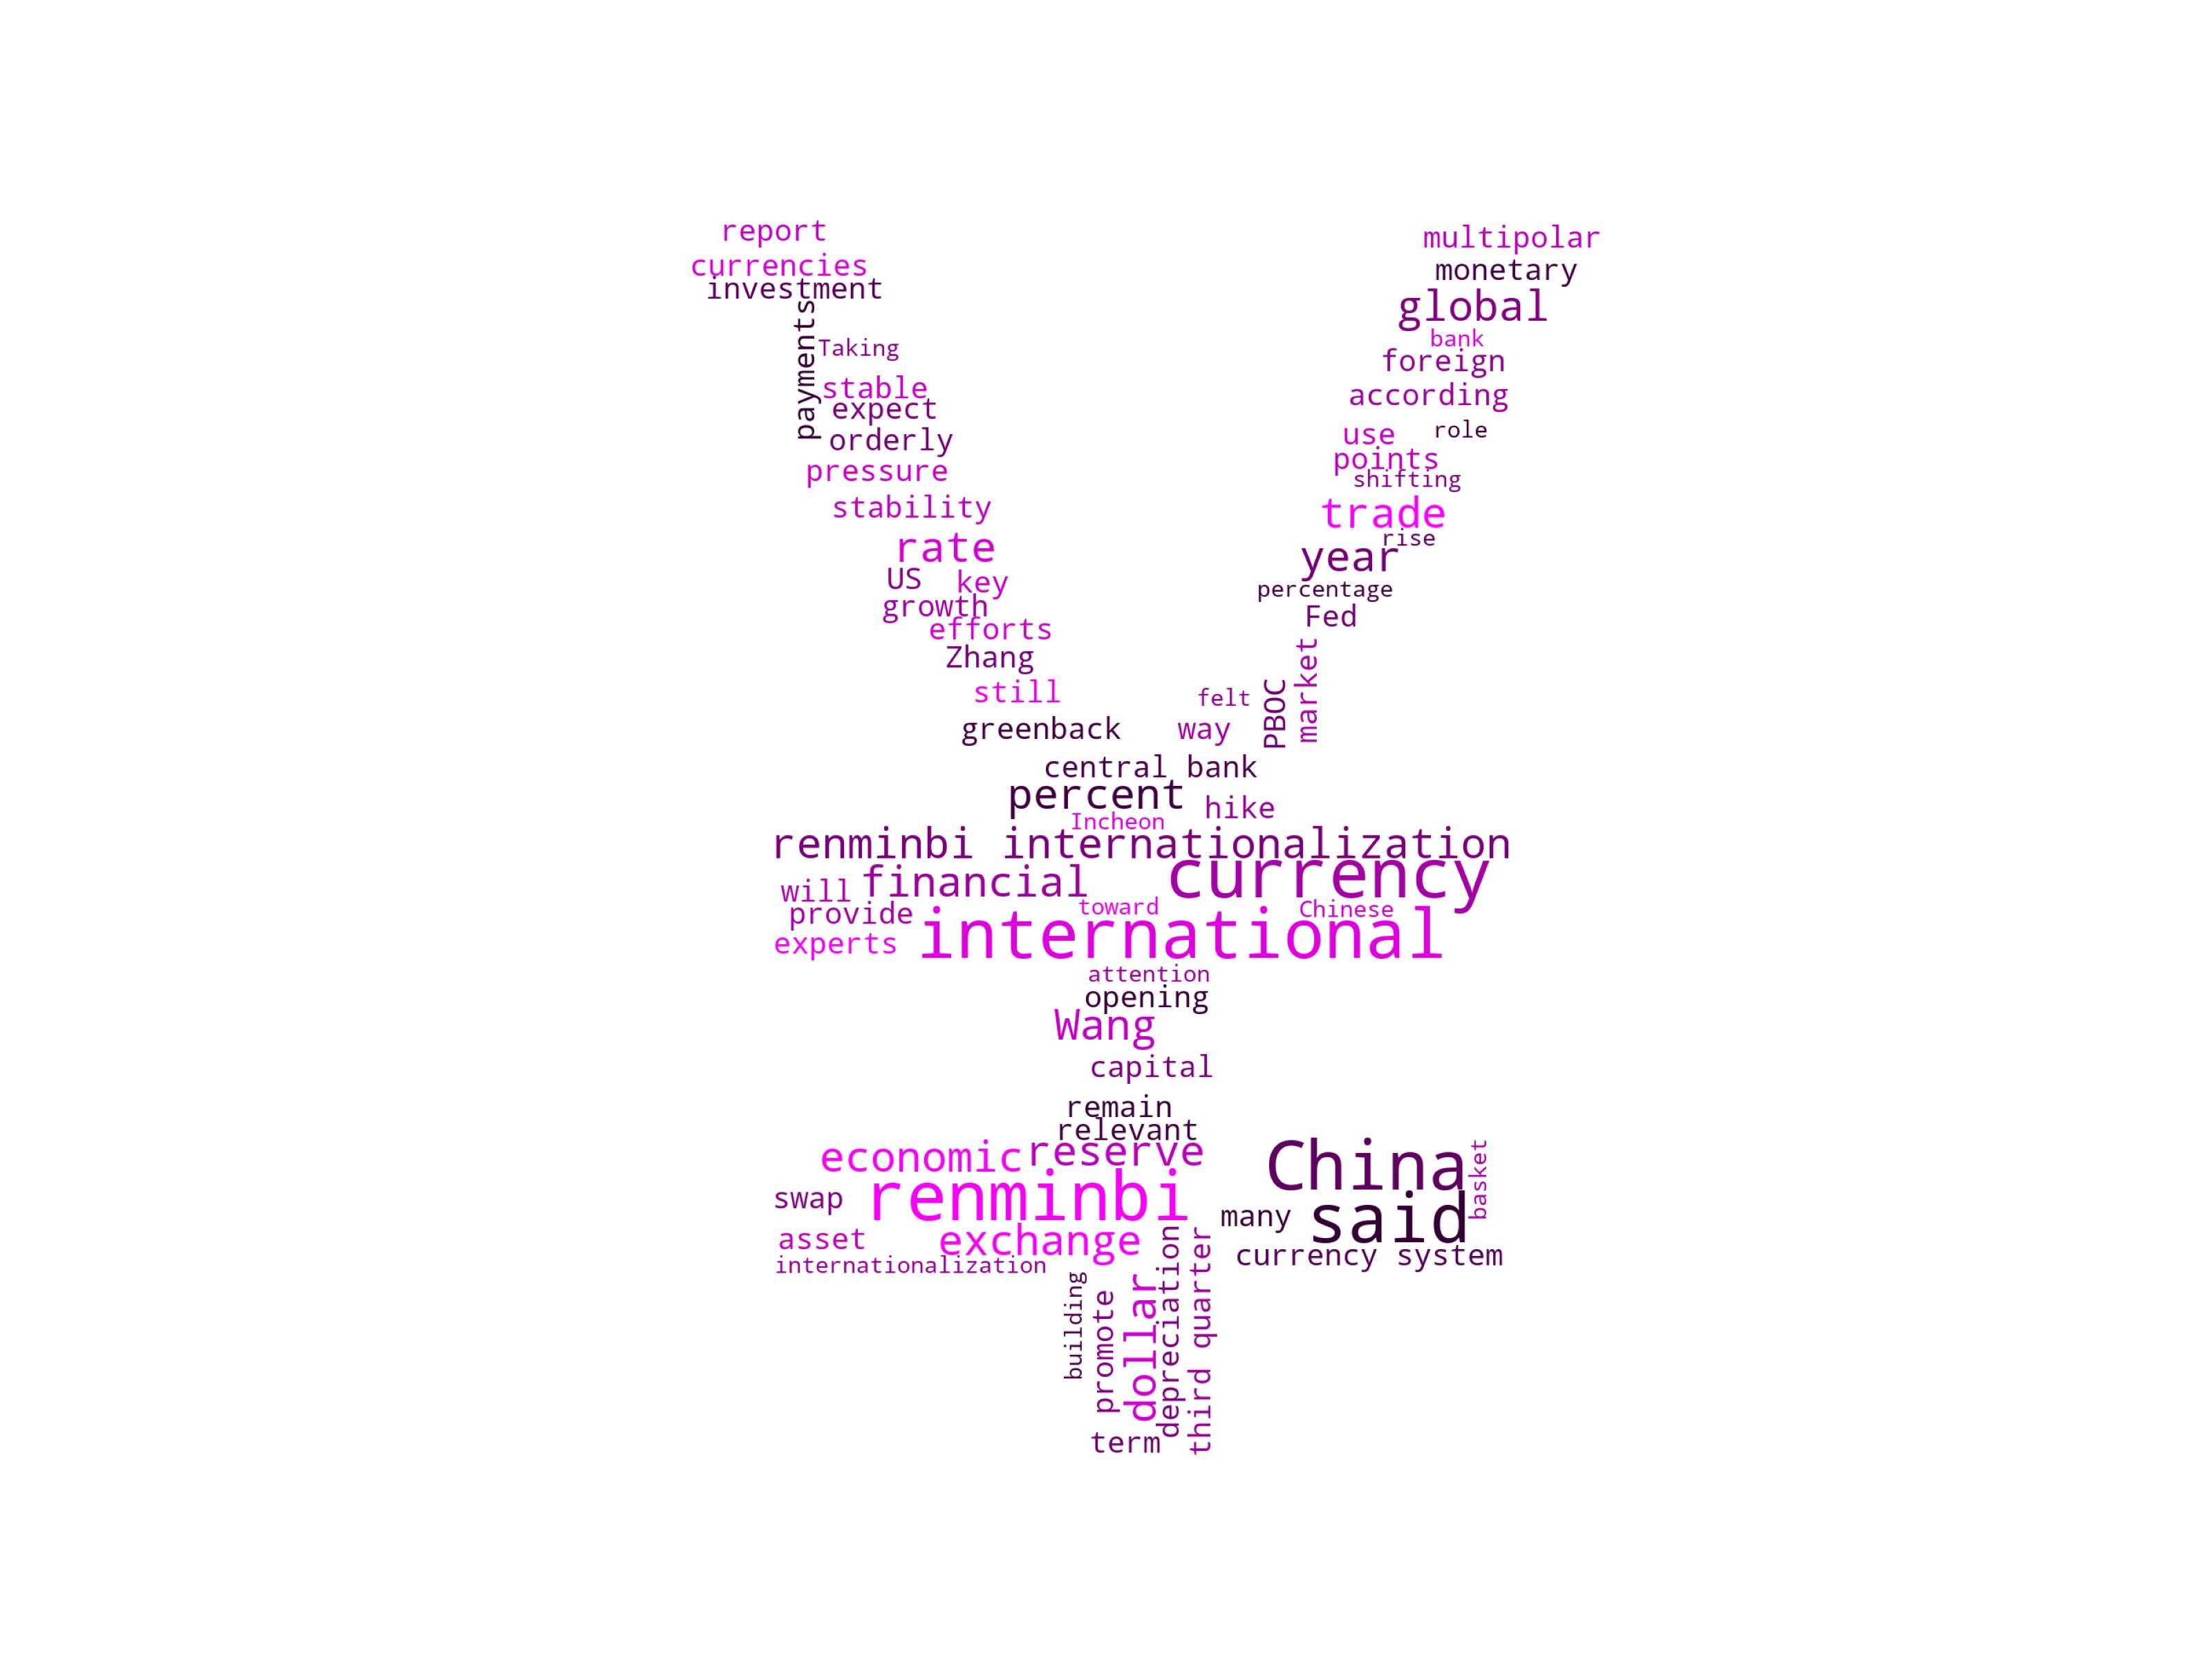 report
multipolar
currencies
monetary
investment
global
payments
bank
Taking
foreign
stable
according
expect
role
orderly
use
pressure
points
shifting
stability
trade
rate
rise
year
US
key
percentage
growth
Fed
efforts
Zhang
market
still
felt
PBOC
greenback
way
central bank
percent
hike
Incheon
renminbi internationalization
currency
financial
will
toward
Chinese
provide
international
experts
attention
opening
Wang
capital
remain
relevant
reserve
economic
China
basket
renminbi
swap
said
many
asset
exchange
currency system
internationalization
building
promote
dollar
depreciation
third quarter
term